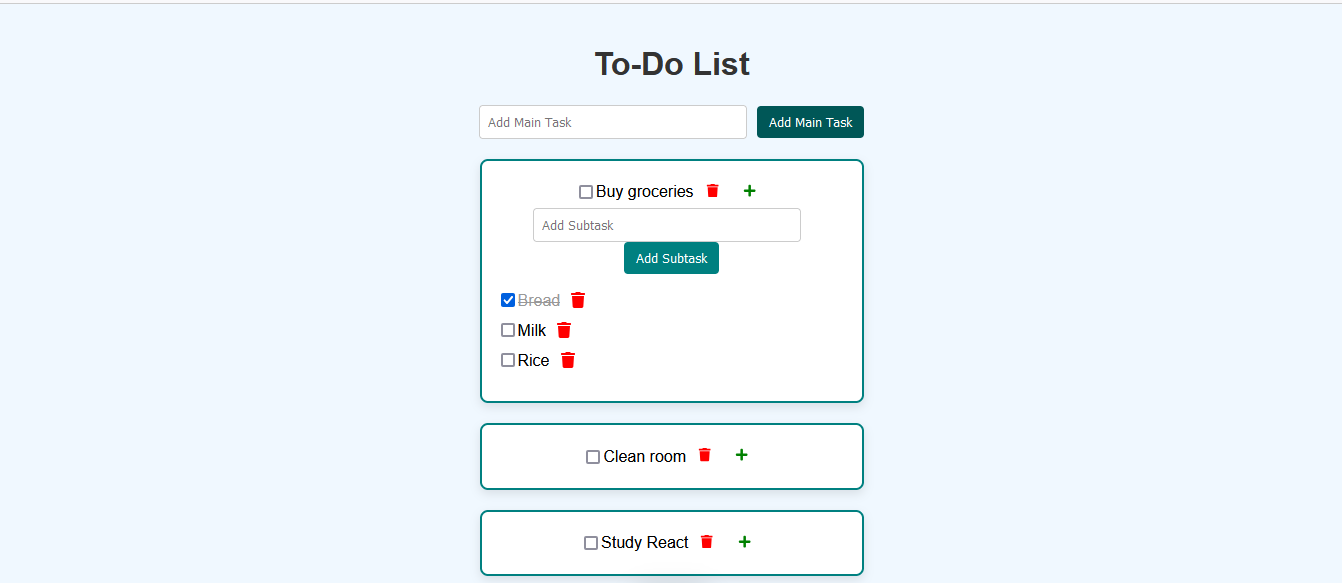 To-Do List
Add Main Task Add Main Task
Buy groceries
Add Subtask
Add Subtask
Bread
Milk
Rice
Clean room
Study React